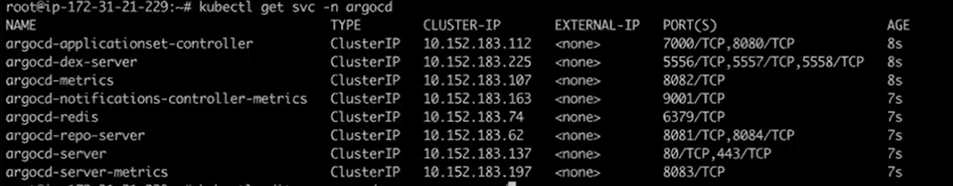 root@ip-172-31-21-229:~# kubectl get svc -n argocd
NAME TYPE CLUSTER-IP EXTERNAL-IP PORT(S) AGE
argocd-applicationset-controller ClusterIP 10.152.183.112 <none> 7000/TCP,8080/TCP 8s
argocd-dex-server ClusterIP 10.152.183.225 <none> 5556/TCP,5557/TCP,5558/TCP 8s
argocd-metrics ClusterIP 10.152.183.107 <none> 8082/TCP 8s
argocd-notifications-controller-metrics ClusterIP 10.152.183.163 <none> 9001/TCP 7s
argocd-redis ClusterIP 10.152.183.74 <none> 6379/TCP 7s
argocd-repo-server ClusterIP 10.152.183.62 <none> 8081/TCP,8084/TCP 7s
argocd-server ClusterIP 10.152.183.137 <none> 80/TCP,443/TCP 7s
argocd-server-metrics ClusterIP 10.152.183.197 <none> 8083/TCP 7s